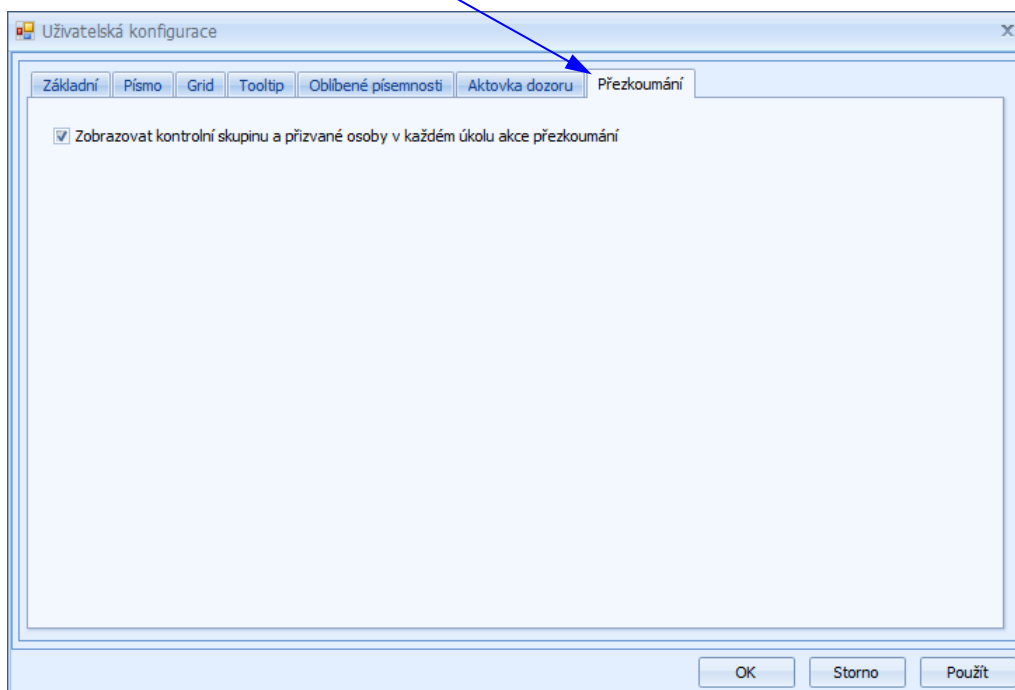 Uživatelská konfigurace
x
Základní Písmo Grid Tooltip Oblíbené písemnosti Aktovka dozoru Přezkoumání
Zobrazovat kontrolní skupinu a přizvané osoby v každém úkolu akce přezkoumání
OK Storno Použít